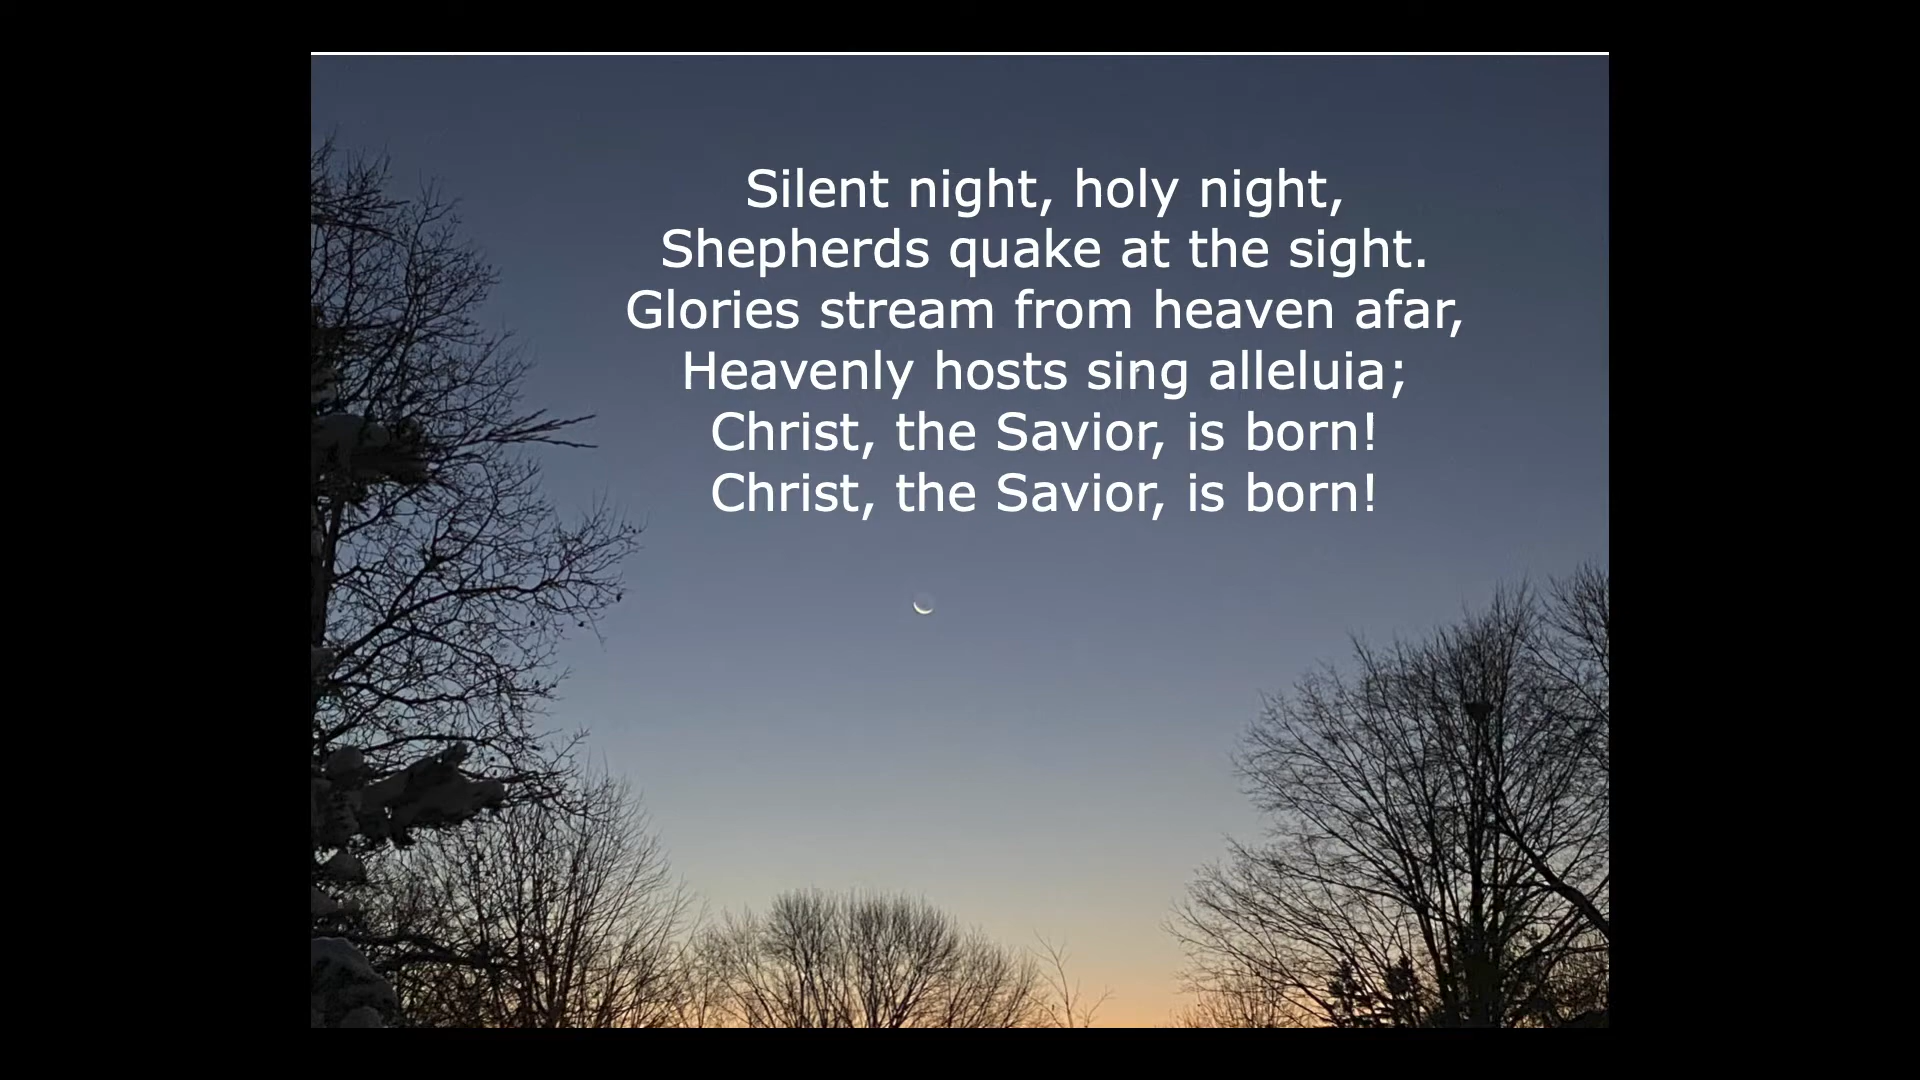 Silent night, holy night,
Shepherds quake at the sight.
Glories stream from heaven afar,
Heavenly hosts sing alleluia;
Christ, the Savior, is born!
Christ, the Savior, is born!